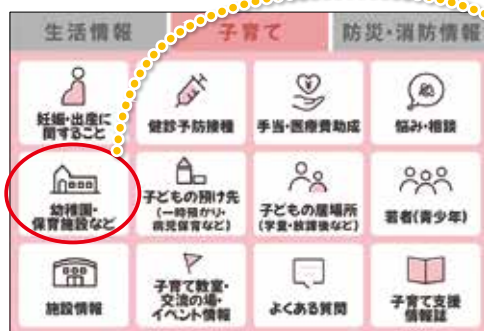 生活情報
子育て
防災・消防情報
妊娠・出産に
関すること
健診予防接種
手当・医療費助成
悩み・相談
幼稚園・
保育施設など
子どもの預け先
(一時預かり・
病児保育など)
子どもの居場所
(学童・放課後など)
若者(青少年)
施設情報
子育て教室・
交流の場・
イベント情報
よくある質問
子育て支援
情報誌